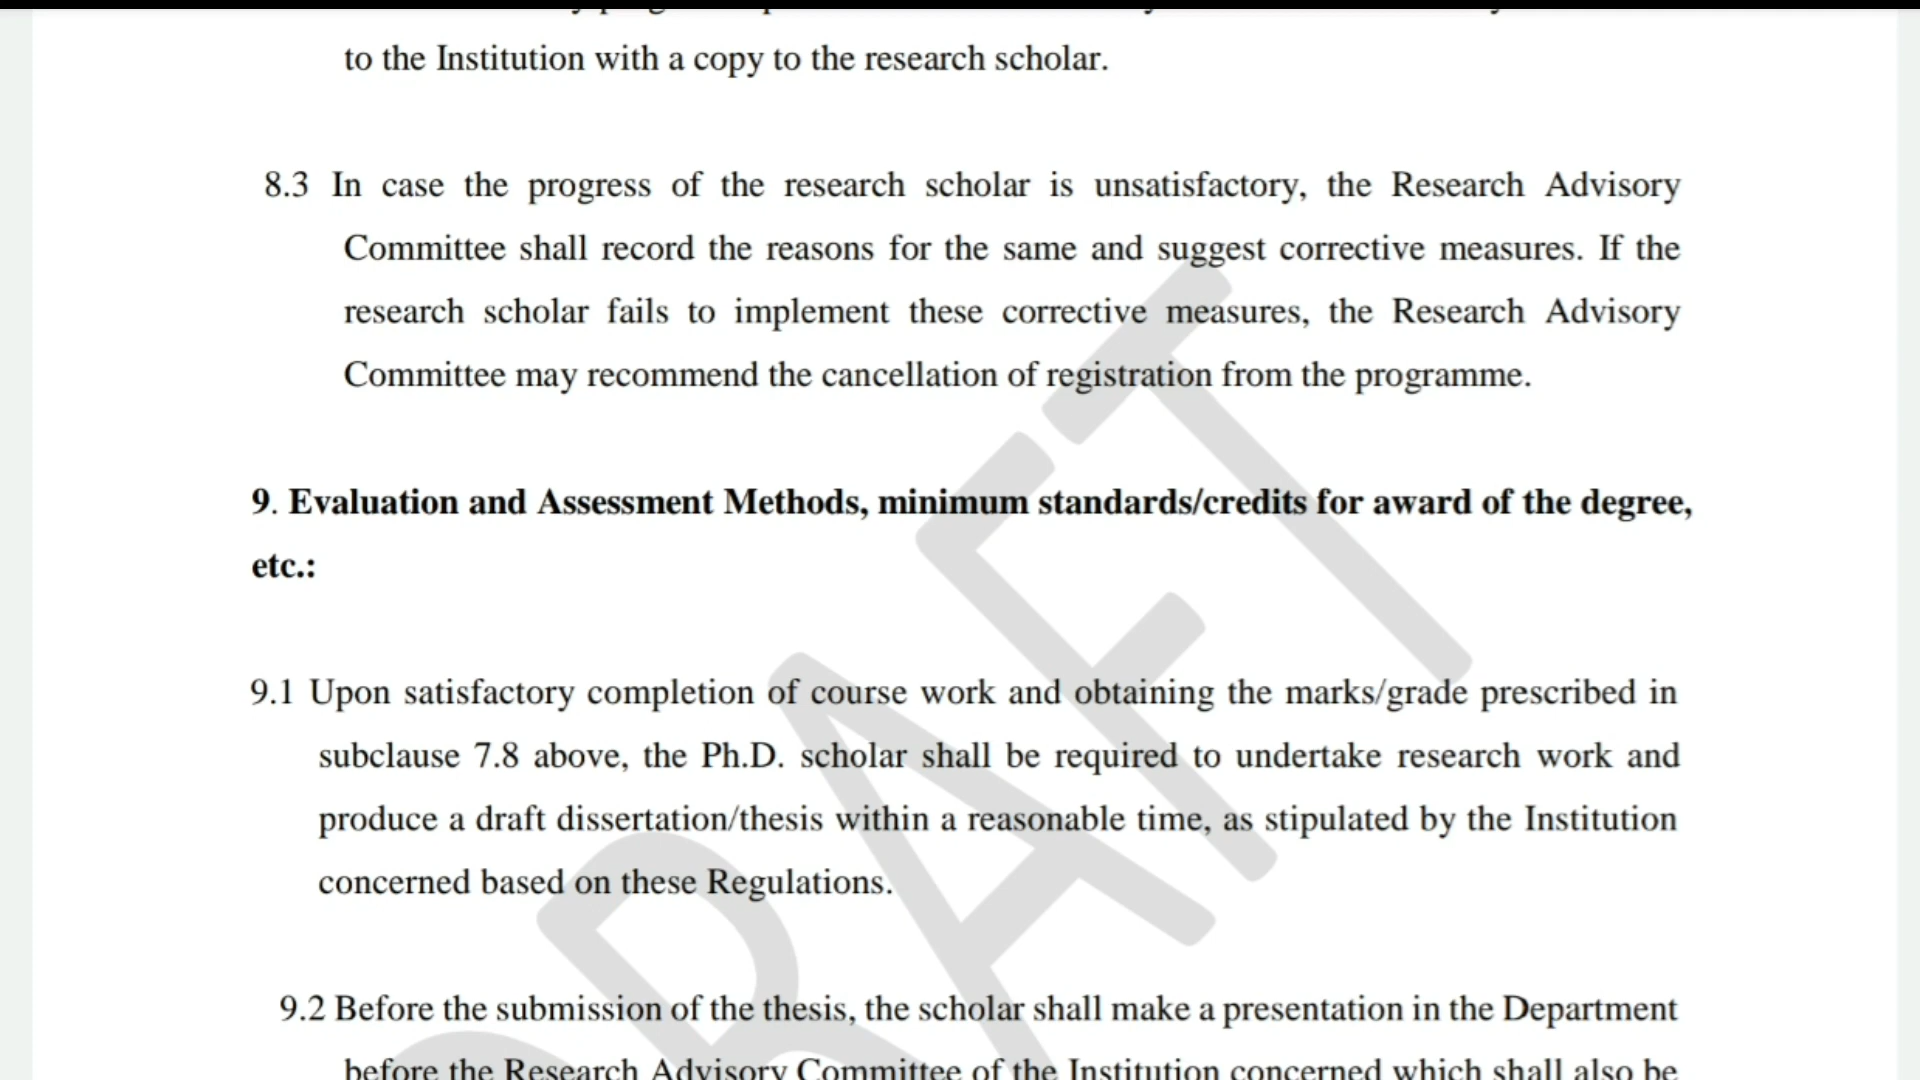 to the Institution with a copy to the research scholar.
8.3 In case the progress of the research scholar is unsatisfactory, the Research Advisory
Committee shall record the reasons for the same and suggest corrective measures. If the
research scholar fails to implement these corrective measures, the Research Advisory
Committee may recommend the cancellation of registration from the programme.
9. Evaluation and Assessment Methods, minimum standards/credits for award of the degree,
etc.:
9.1 Upon satisfactory completion of course work and obtaining the marks/grade prescribed in
subclause 7.8 above, the Ph.D. scholar shall be required to undertake research work and
produce a draft dissertation/thesis within a reasonable time, as stipulated by the Institution
concerned based on these Regulations.
9.2 Before the submission of the thesis, the scholar shall make a presentation in the Department
before the Research Advisory Committee of the Institution concerned which shall also be
DRAFT